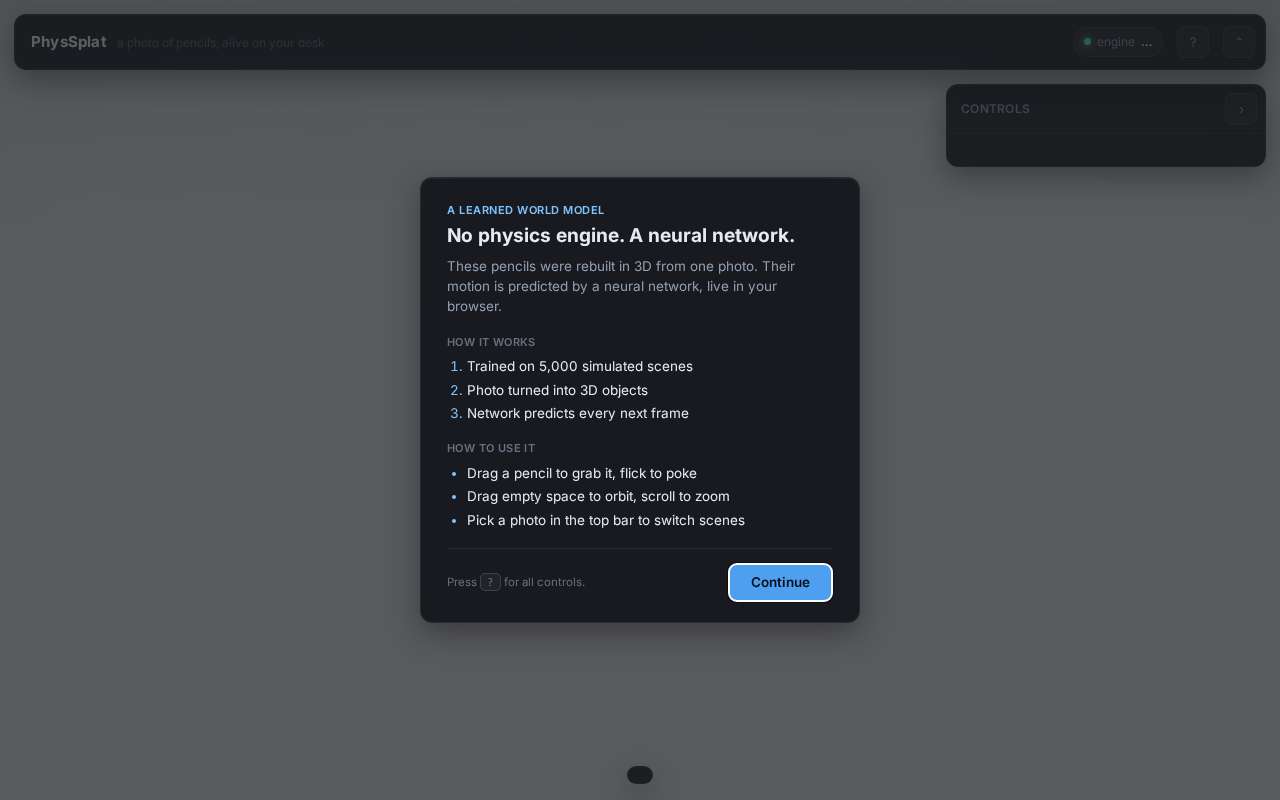 PhysSplat a photo of pencils, alive on your desk
engine ... ? ⌃
CONTROLS ›
A LEARNED WORLD MODEL
No physics engine. A neural network.
These pencils were rebuilt in 3D from one photo. Their
motion is predicted by a neural network, live in your
browser.
HOW IT WORKS
1. Trained on 5,000 simulated scenes
2. Photo turned into 3D objects
3. Network predicts every next frame
HOW TO USE IT
• Drag a pencil to grab it, flick to poke
• Drag empty space to orbit, scroll to zoom
• Pick a photo in the top bar to switch scenes
Press ? for all controls.
Continue